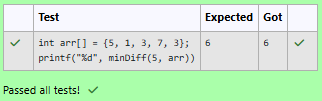 Test Expected Got
int arr[] = {5, 1, 3, 7, 3}; 6 6
printf("%d", minDiff(5, arr))
Passed all tests!